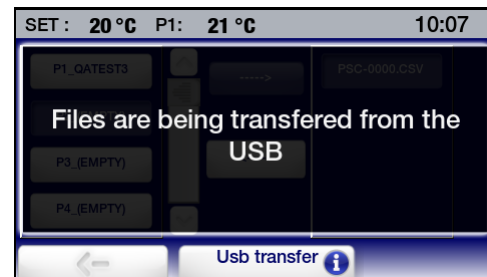 SET : 20 °C P1: 21 °C 10:07
P1_QATEST3
----->
PSC-0000.CSV
Files are being transfered from the
USB
P3_(EMPTY)
P4_(EMPTY)
Usb transfer